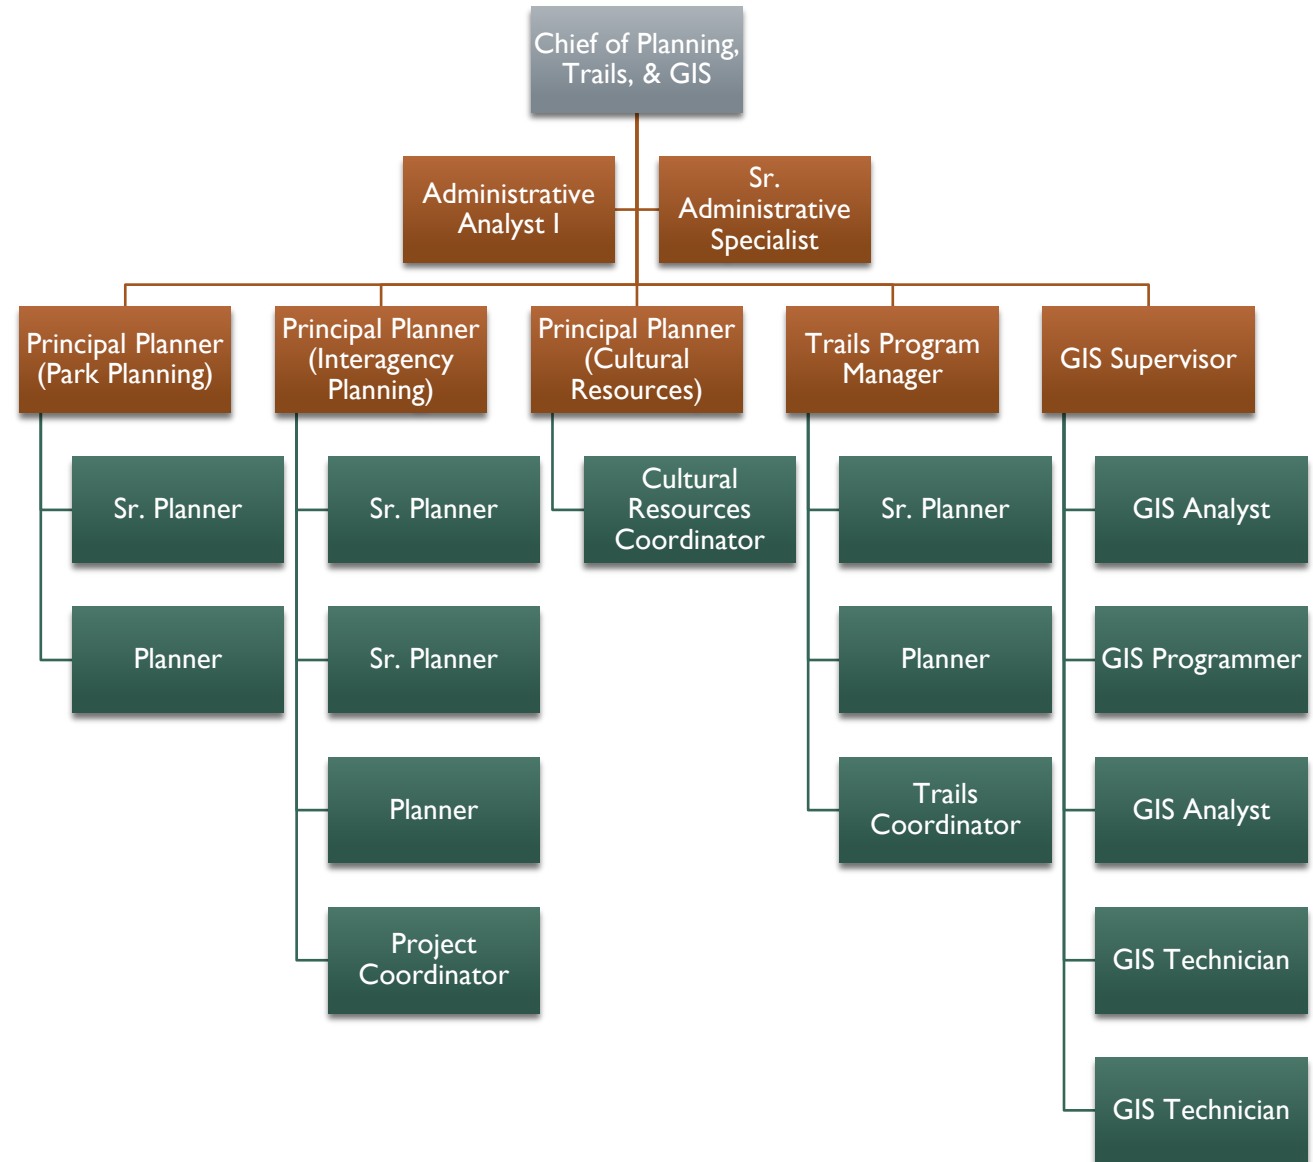 Chief of Planning,
Trails, & GIS
Administrative
Analyst I
Sr.
Administrative
Specialist
Principal Planner
(Park Planning)
Principal Planner
(Interagency
Planning)
Principal Planner
(Cultural
Resources)
Trails Program
Manager
GIS Supervisor
Sr. Planner
Planner
Sr. Planner
Sr. Planner
Planner
Project
Coordinator
Cultural
Resources
Coordinator
Sr. Planner
Planner
Trails
Coordinator
GIS Analyst
GIS Programmer
GIS Analyst
GIS Technician
GIS Technician